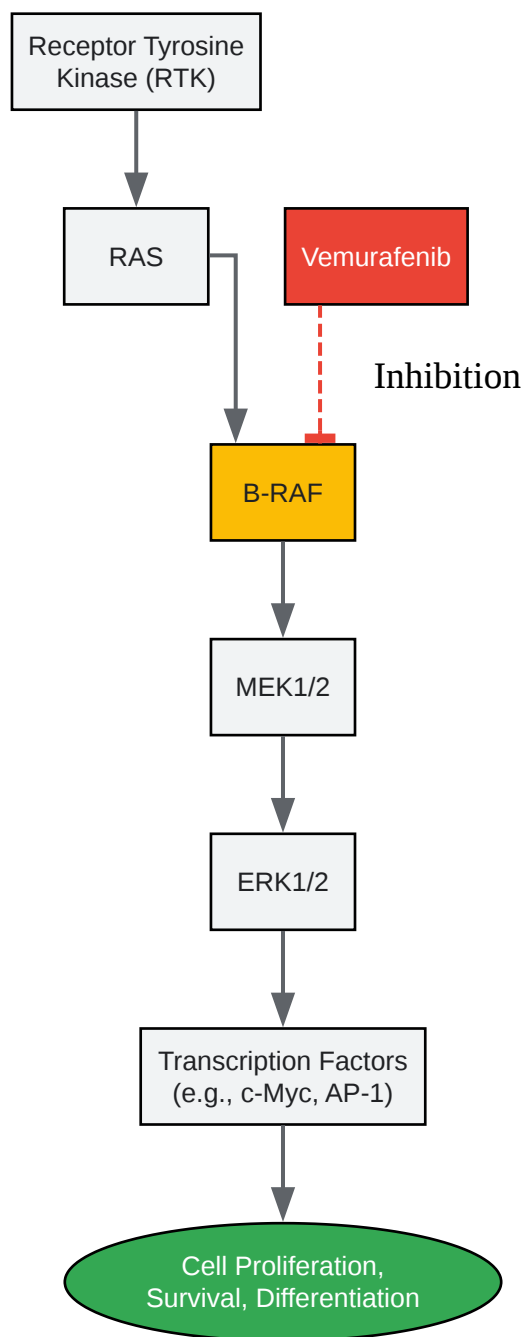 Receptor Tyrosine
Kinase (RTK)
RAS
Vemurafenib
Inhibition
B-RAF
MEK1/2
ERK1/2
Transcription Factors
(e.g., c-Myc, AP-1)
Cell Proliferation,
Survival, Differentiation